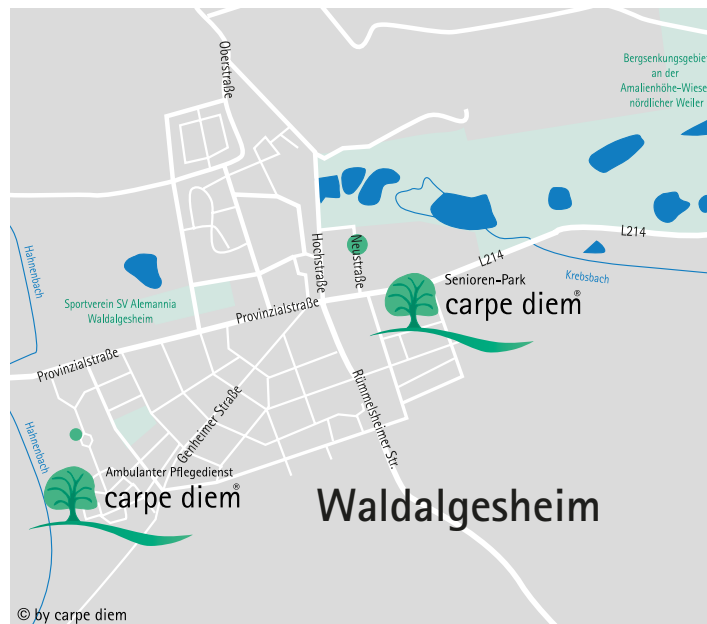 Oberstraße
Bergsenkungsgebiet
an der
Amalienhöhe-Wiese
nördlicher Weiler
Hahnenbach
Hochstraße
Neustraße
L214
L214
Krebsbach
Sportverein SV Alemannia
Waldalgesheim
Provinzialstraße
Senioren-Park
carpe diem®
Provinzialstraße
Genheimer Straße
Rümmelsheimer Str.
Hahnenbach
Ambulanter Pflegedienst
carpe diem®
Waldalgesheim
© by carpe diem